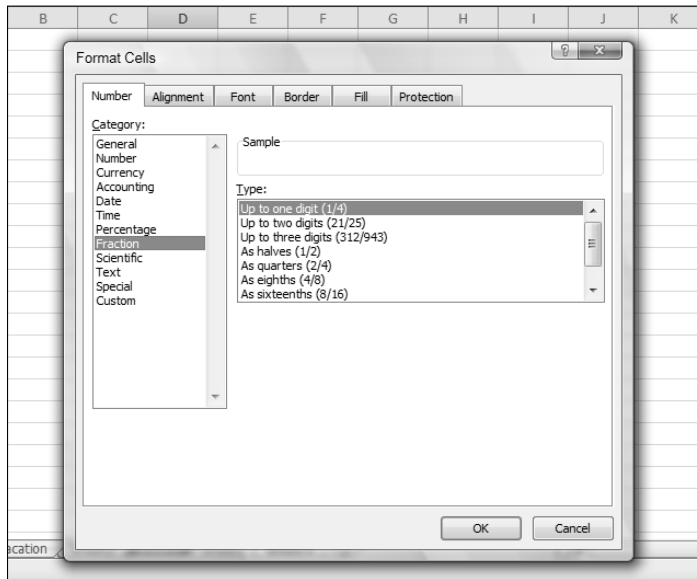 B C D E F G H I J K
Format Cells
Number Alignment Font Border Fill Protection
Category:
General
Number
Currency
Accounting
Date
Time
Percentage
Fraction
Scientific
Text
Special
Custom
Sample
Type:
Up to one digit (1/4)
Up to two digits (21/25)
Up to three digits (312/943)
As halves (1/2)
As quarters (2/4)
As eighths (4/8)
As sixteenths (8/16)
OK Cancel
acation